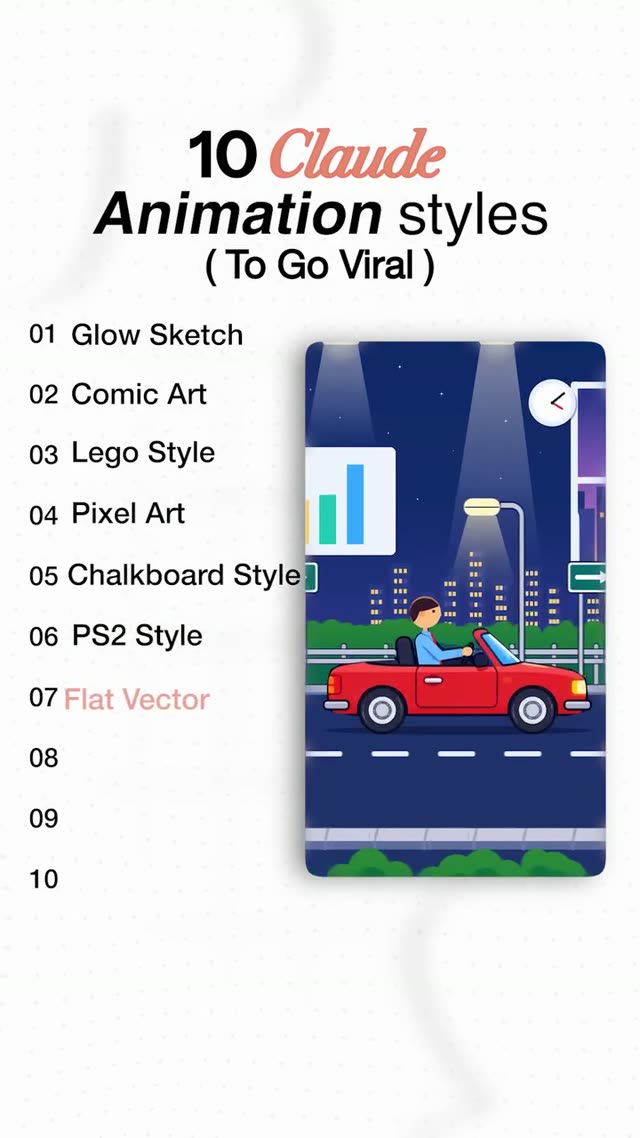 10 Claude
Animation styles
( To Go Viral )
01 Glow Sketch
02 Comic Art
03 Lego Style
04 Pixel Art
05 Chalkboard Style
06 PS2 Style
07 Flat Vector
08
09
10